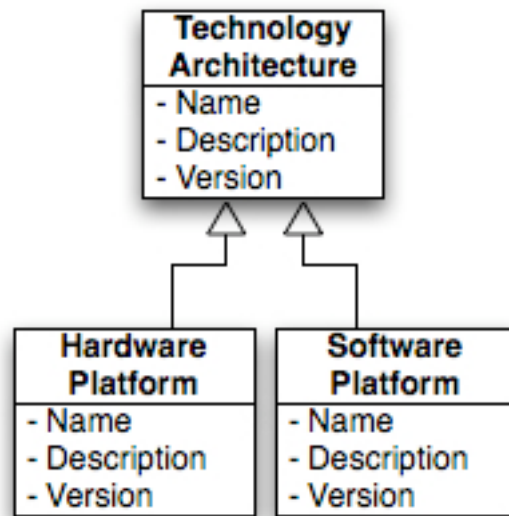 Technology
Architecture
- Name
- Description
- Version
Hardware
Platform
- Name
- Description
- Version
Software
Platform
- Name
- Description
- Version